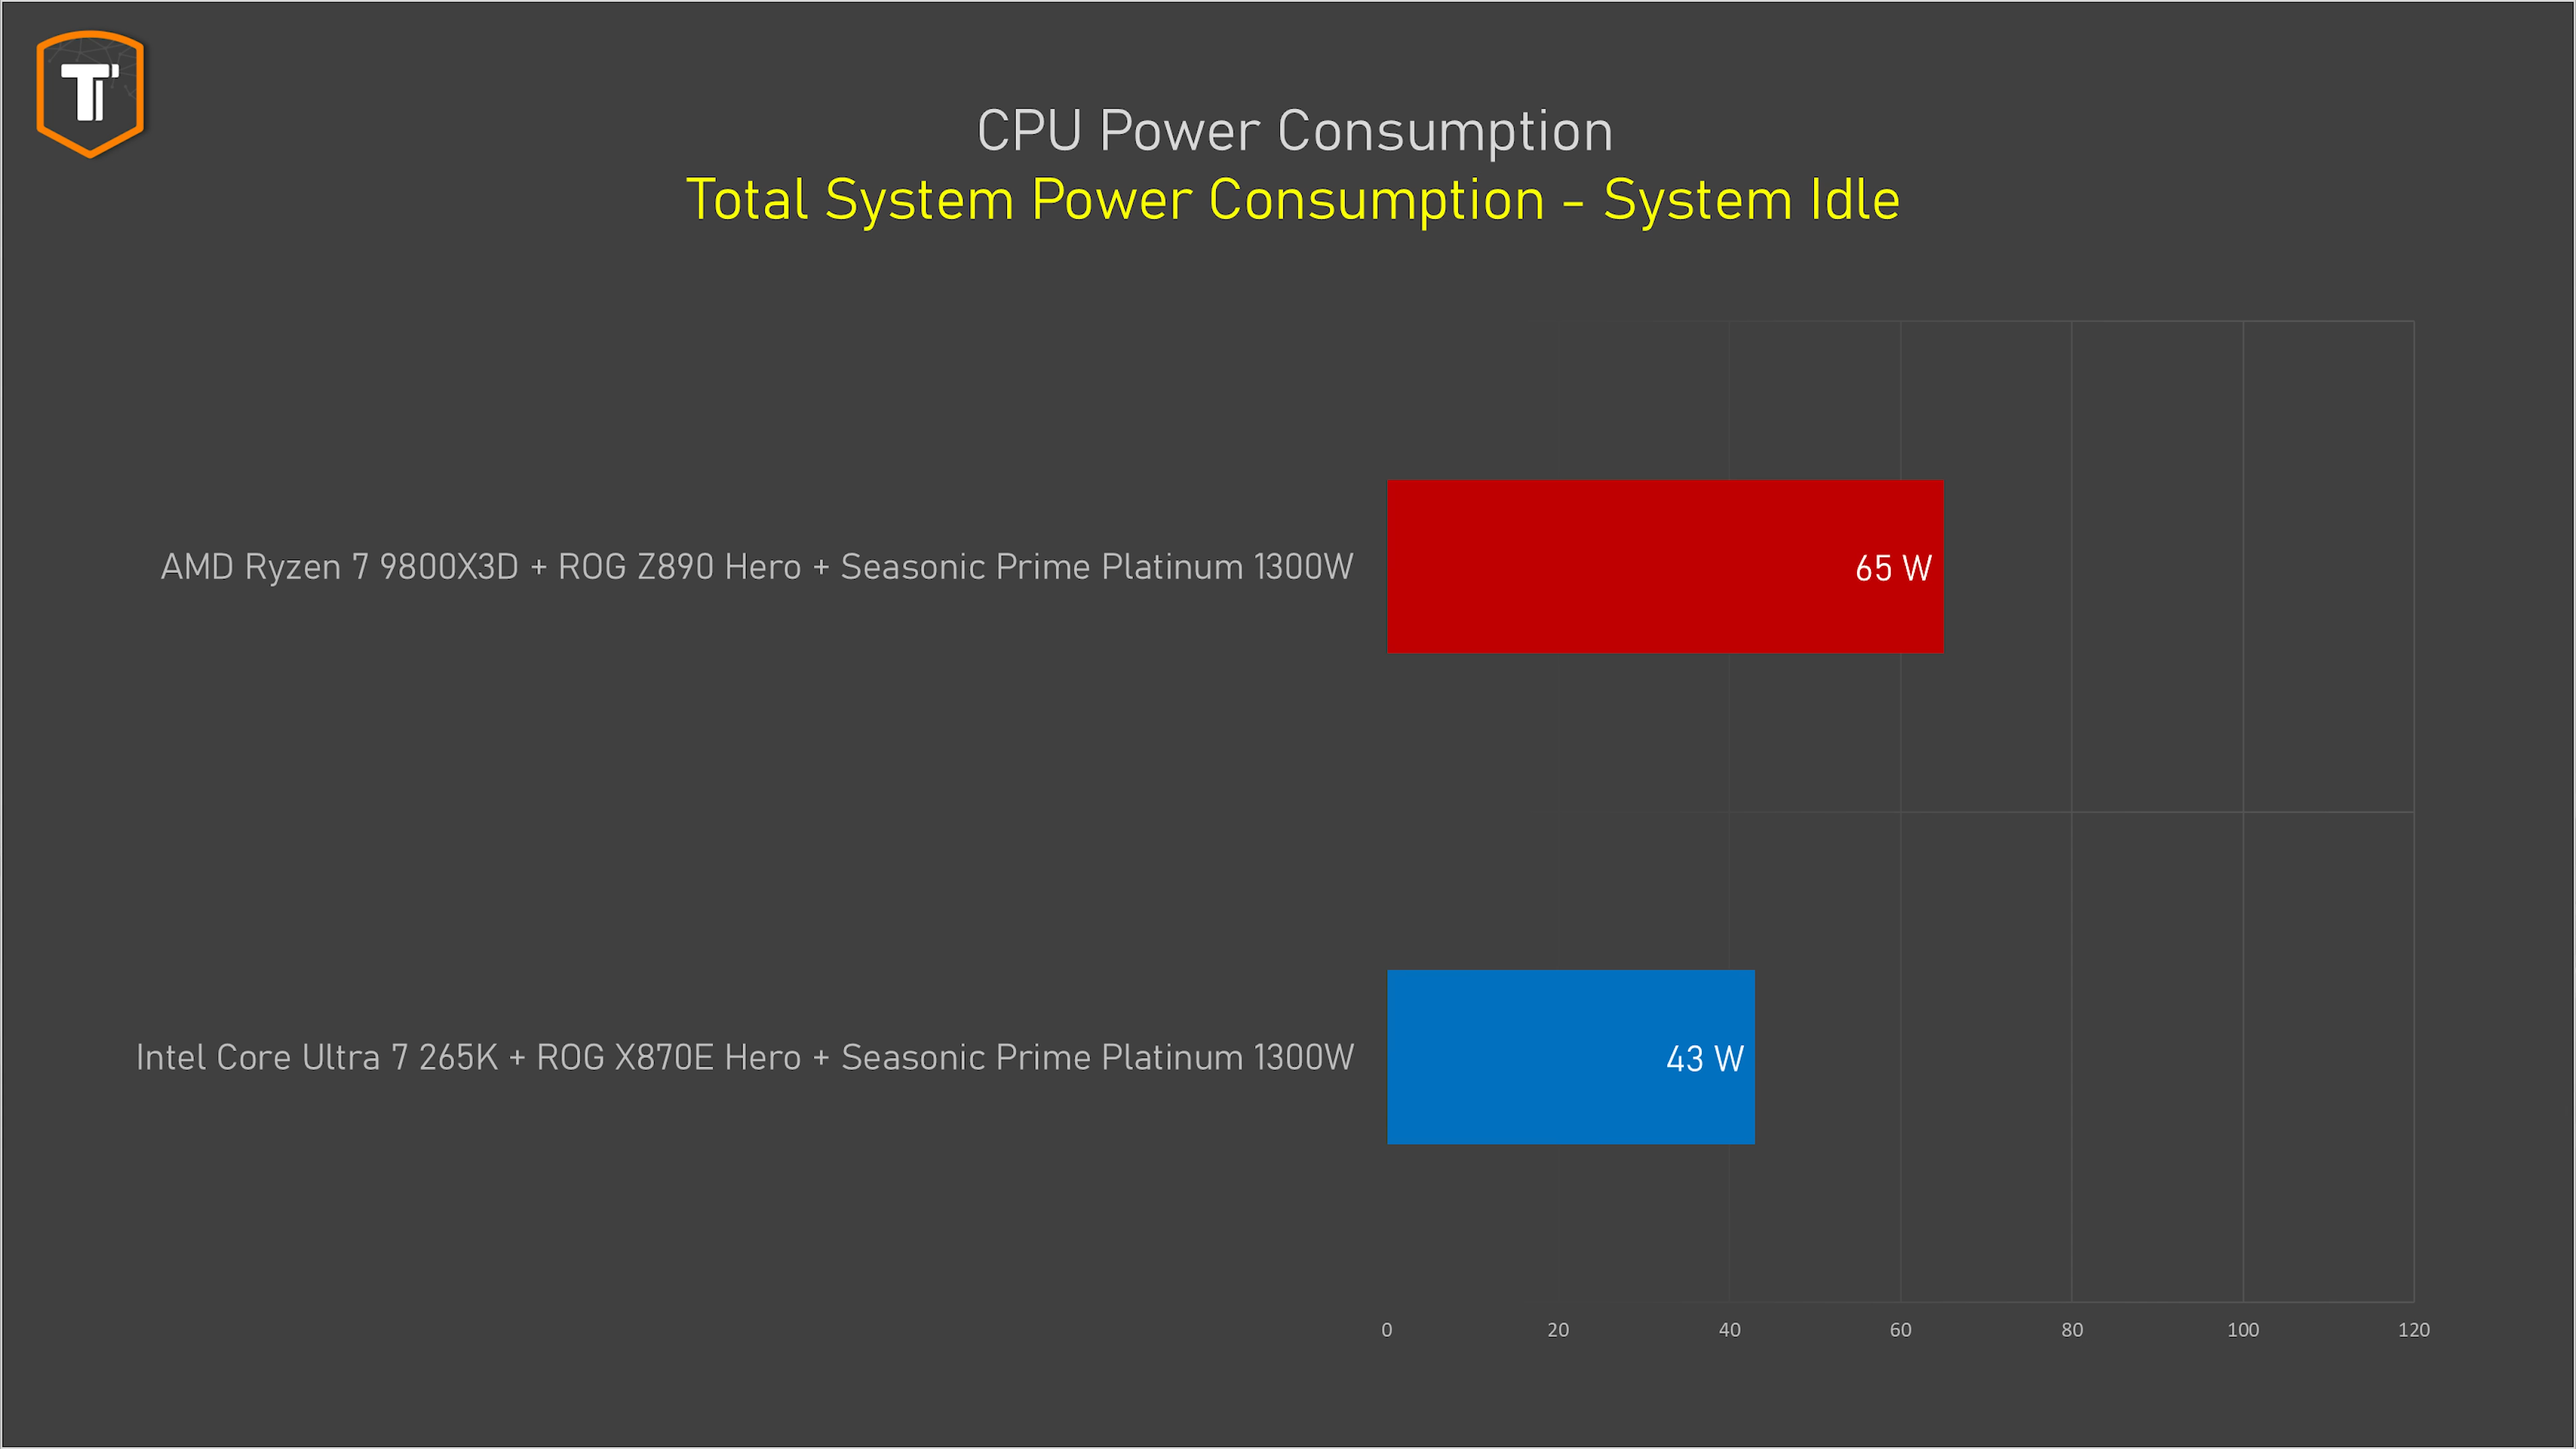 T
CPU Power Consumption
Total System Power Consumption - System Idle
AMD Ryzen 7 9800X3D + ROG Z890 Hero + Seasonic Prime Platinum 1300W
65 W
Intel Core Ultra 7 265K + ROG X870E Hero + Seasonic Prime Platinum 1300W
43 W
0 20 40 60 80 100 120